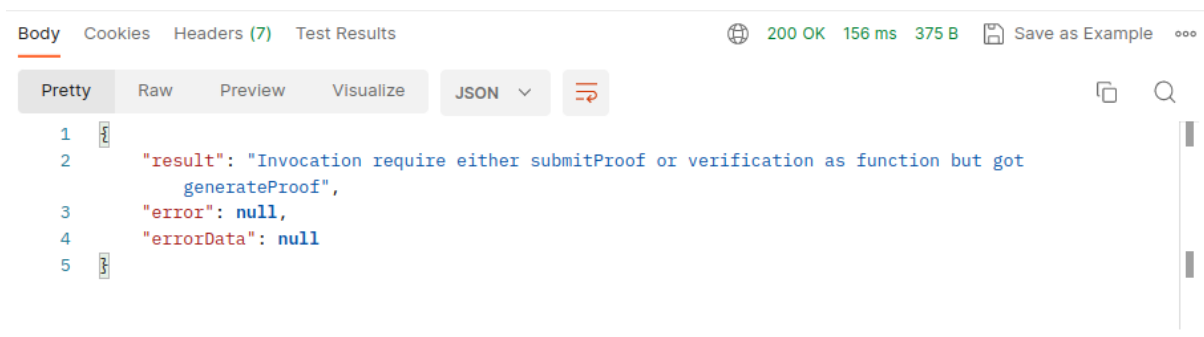 Body Cookies Headers (7) Test Results 200 OK 156 ms 375 B Save as Example
Pretty Raw Preview Visualize JSON
1 {
2 "result": "Invocation require either submitProof or verification as function but got
generateProof",
3 "error": null,
4 "errorData": null
5 }